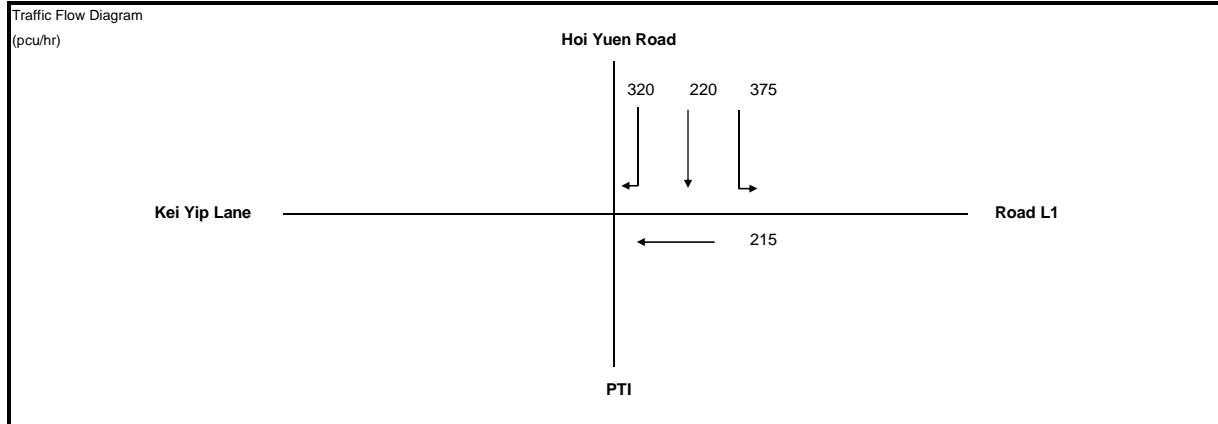 Traffic Flow Diagram
(pcu/hr)
Hoi Yuen Road
320 220 375
Kei Yip Lane
Road L1
215
PTI